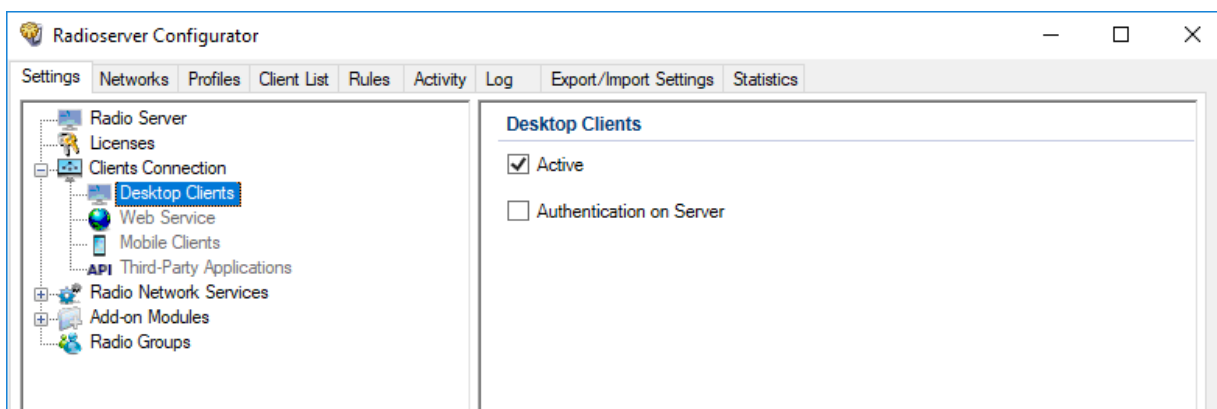 Radioserver Configurator
Settings Networks Profiles Client List Rules Activity Log Export/Import Settings Statistics
Radio Server
Licenses
Clients Connection
Desktop Clients
Web Service
Mobile Clients
API Third-Party Applications
Radio Network Services
Add-on Modules
Radio Groups
Desktop Clients
Active
Authentication on Server